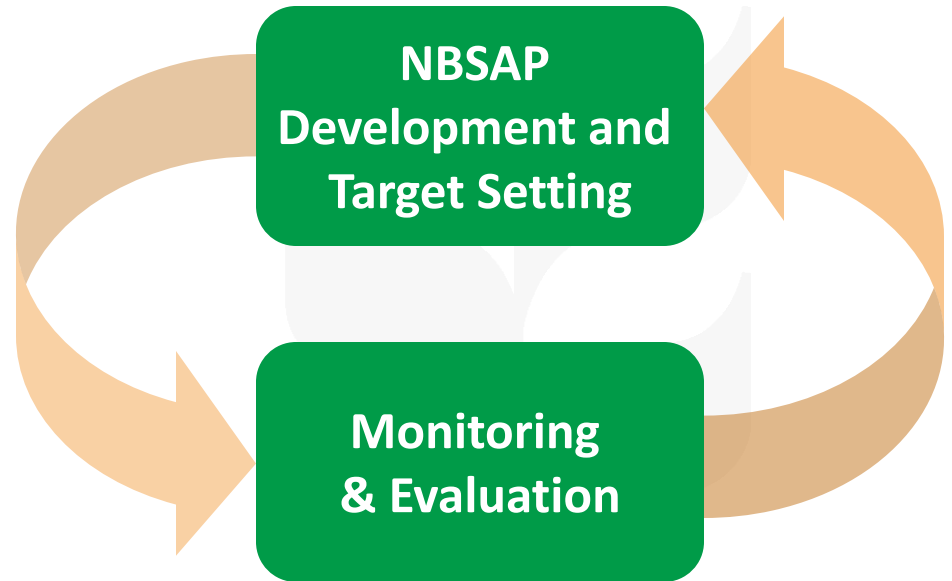 NBSAP
Development and
Target Setting
Monitoring
& Evaluation